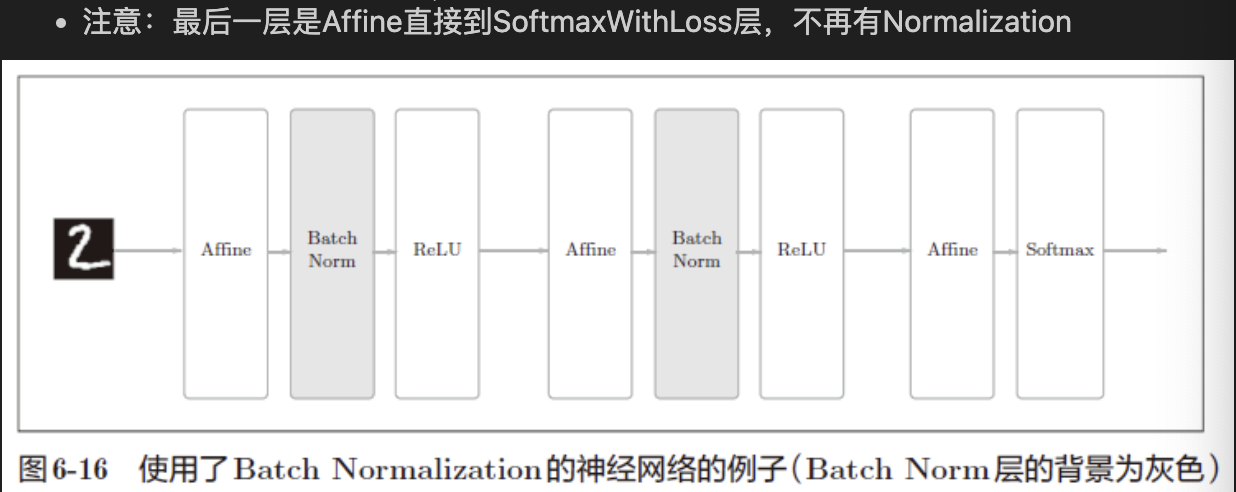 • 注意：最后一层是Affine直接到SoftmaxWithLoss层，不再有Normalization
2
Affine
Batch
Norm
ReLU
Affine
Batch
Norm
ReLU
Affine
Softmax
图6-16 使用了Batch Normalization的神经网络的例子（Batch Norm层的背景为灰色）